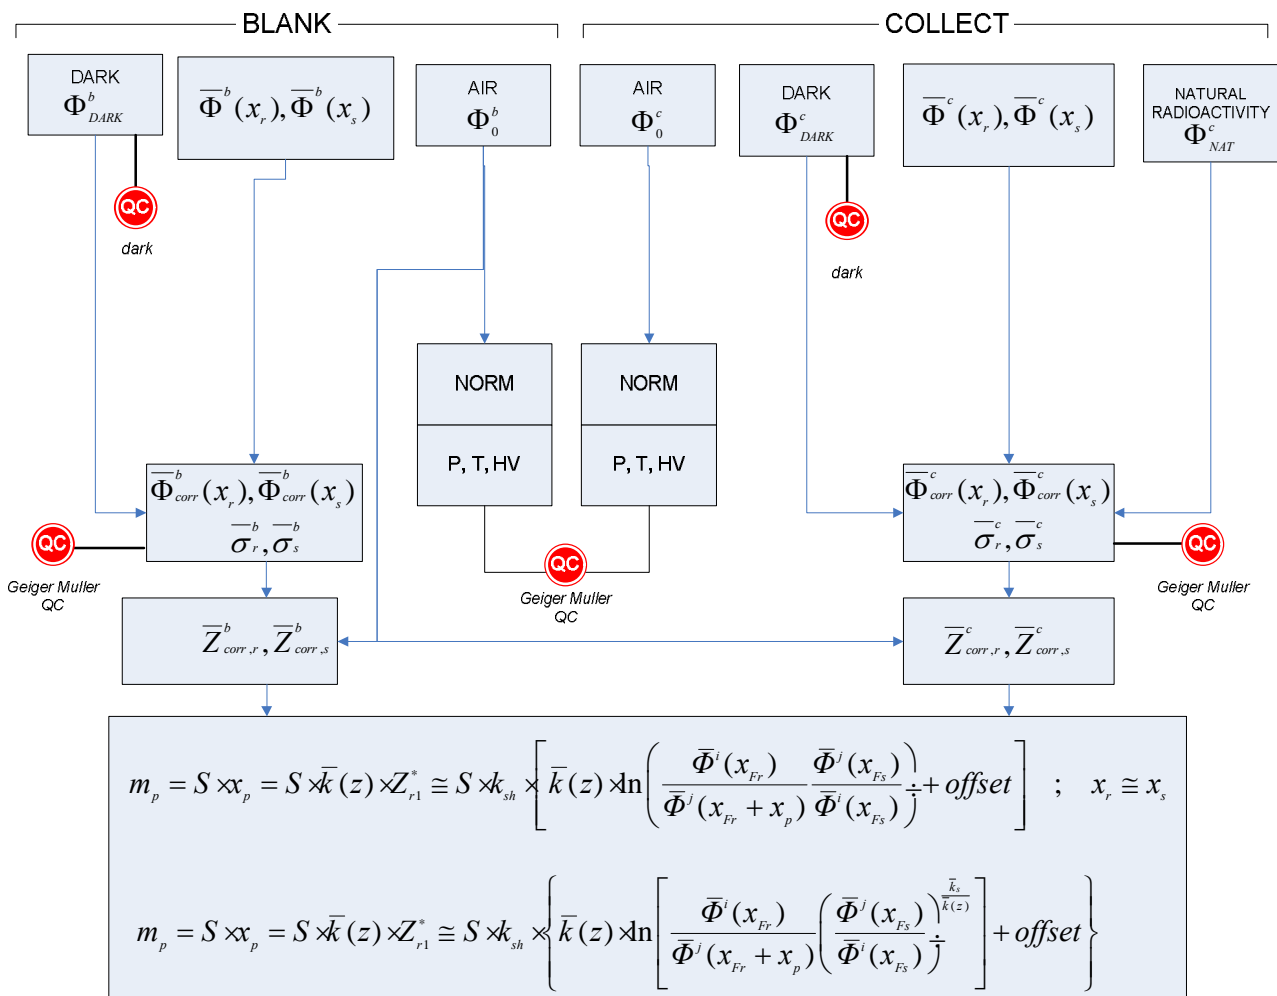 BLANK
COLLECT
DARK
Φ^b_DARK
Φ̅^b(x_r), Φ̅^b(x_s)
AIR
Φ^b_0
AIR
Φ^c_0
DARK
Φ^c_DARK
Φ̅^c(x_r), Φ̅^c(x_s)
NATURAL
RADIOACTIVITY
Φ^c_NAT
QC
dark
QC
dark
NORM
P, T, HV
NORM
P, T, HV
Φ̅^b_corr(x_r), Φ̅^b_corr(x_s)
σ̅^b_r, σ̅^b_s
QC
Geiger Muller
QC
QC
Geiger Muller
QC
Φ̅^c_corr(x_r), Φ̅^c_corr(x_s)
σ̅^c_r, σ̅^c_s
QC
Geiger Muller
QC
Z̅^b_corr,r, Z̅^b_corr,s
Z̅^c_corr,r, Z̅^c_corr,s
m_p = S × x_p = S × k̅(z) × Z*_r1 ≅ S × k_sh × [ k̅(z) × ln( Φ̅^i(x_Fr) / Φ̅^j(x_Fr + x_p) Φ̅^j(x_Fs) / Φ̅^i(x_Fs) )÷ + offset ] ; x_r ≅ x_s
m_p = S × x_p = S × k̅(z) × Z*_r1 ≅ S × k_sh × { k̅(z) × ln[ Φ̅^i(x_Fr) / Φ̅^j(x_Fr + x_p) ( Φ̅^j(x_Fs) / Φ̅^i(x_Fs) )÷^(k̅_s / k̅(z)) ] + offset }